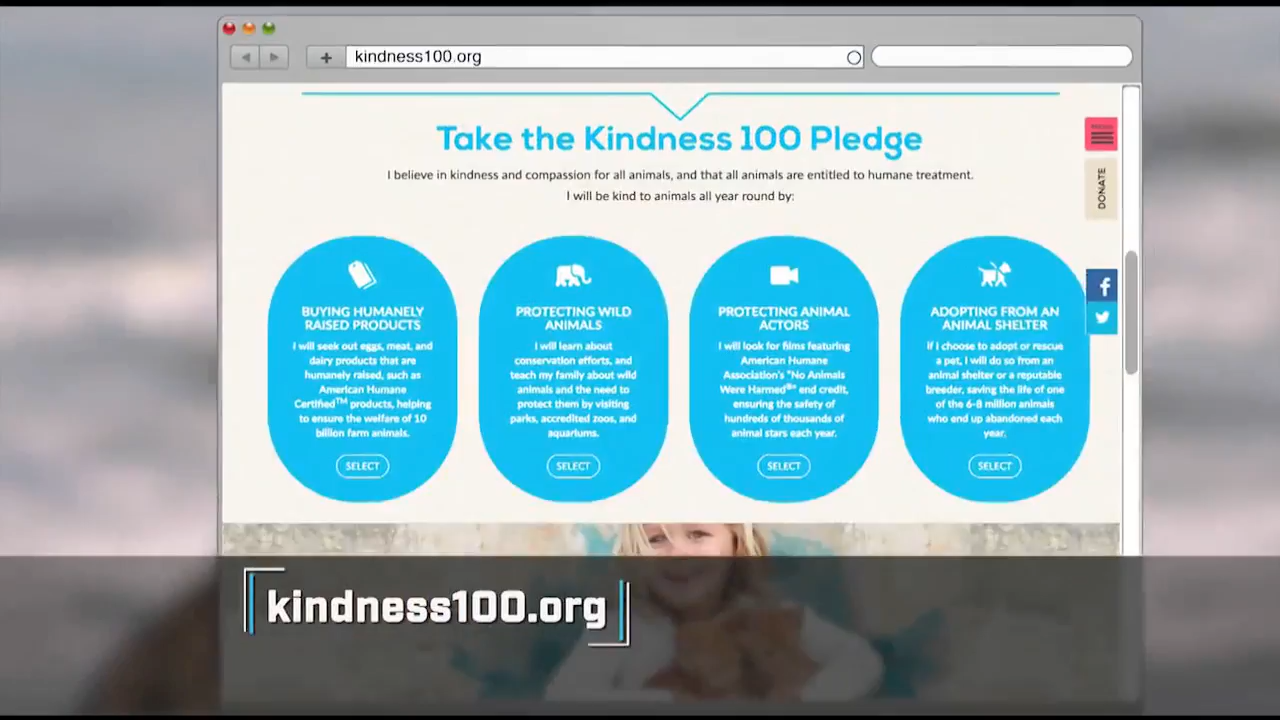 +
kindness100.org
Take the Kindness 100 Pledge
I believe in kindness and compassion for all animals, and that all animals are entitled to humane treatment.
I will be kind to animals all year round by:
DONATE
BUYING HUMANELY
RAISED PRODUCTS
I will seek out eggs, meat, and
dairy products that are
humanely raised, such as
American Humane
Certified™ products, helping
to ensure the welfare of 10
billion farm animals.
SELECT
PROTECTING WILD
ANIMALS
I will learn about
conservation efforts, and
teach my family about wild
animals and the need to
protect them by visiting
parks, accredited zoos, and
aquariums.
SELECT
PROTECTING ANIMAL
ACTORS
I will look for films featuring
American Humane
Association's "No Animals
Were Harmed®" end credit,
ensuring the safety of
hundreds of thousands of
animal stars each year.
SELECT
ADOPTING FROM AN
ANIMAL SHELTER
If I choose to adopt or rescue
a pet, I will do so from an
animal shelter or a reputable
breeder, saving the life of one
of the 6-8 million animals
who end up abandoned each
year.
SELECT
kindness100.org